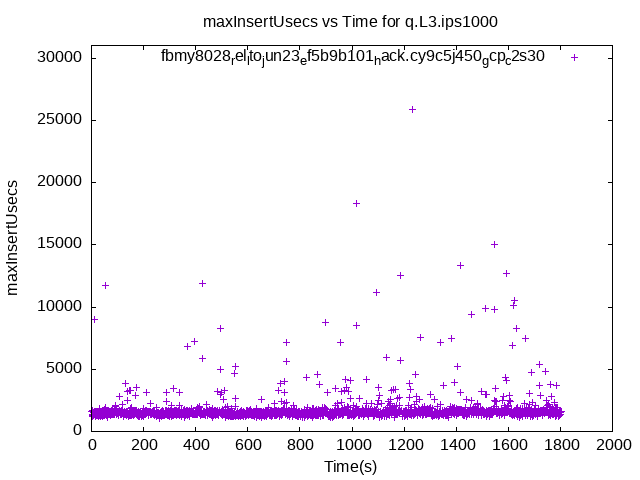 maxInsertUsecs vs Time for q.L3.ips1000
fbmy8028relltojun23ef5b9b101hack.cy9c5j450gcpc2s30
30000
25000
20000
15000
10000
5000
0
maxInsertUsecs
0 200 400 600 800 1000 1200 1400 1600 1800 2000
Time(s)